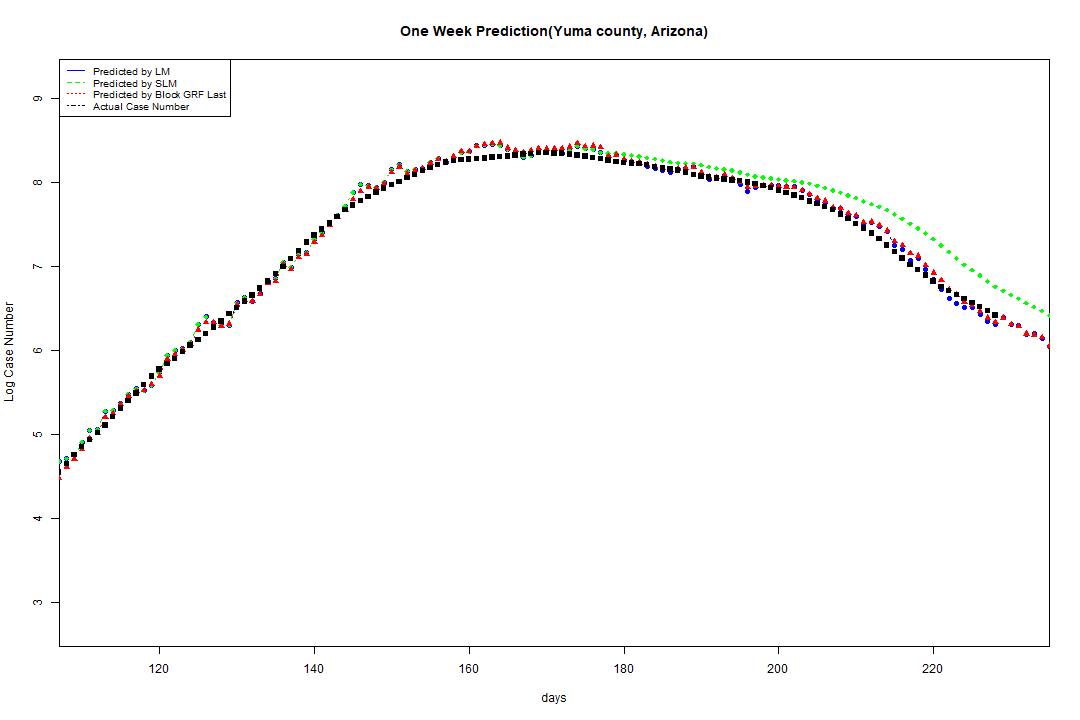 One Week Prediction(Yuma county, Arizona)
Predicted by LM
Predicted by SLM
Predicted by Block GRF Last
Actual Case Number
9
8
7
6
5
4
3
Log Case Number
120 140 160 180 200 220
days